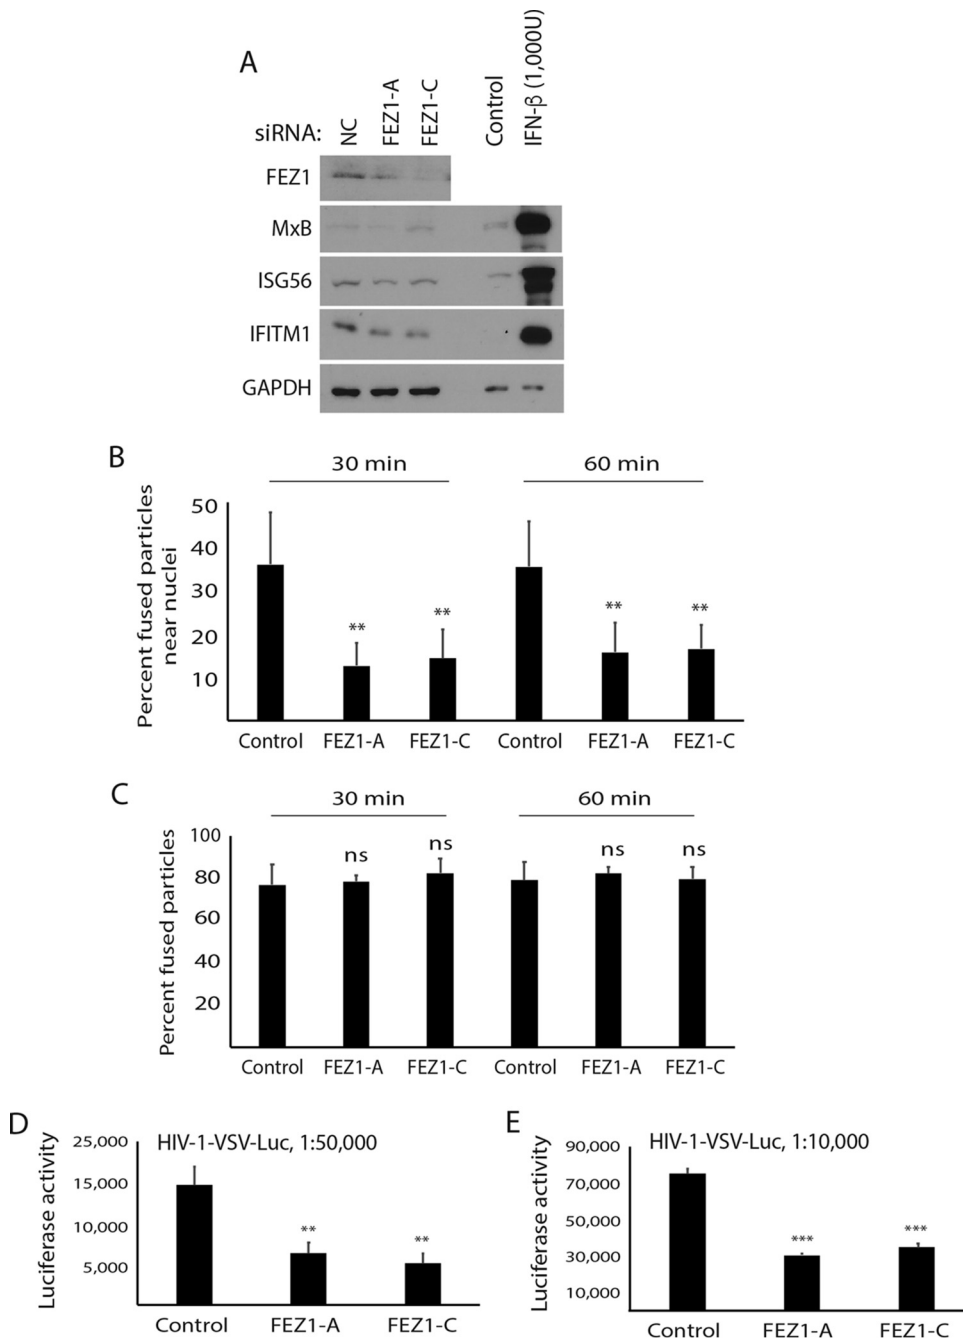 A
siRNA:
NC
FEZ1-A
FEZ1-C
Control
IFN-β (1,000U)
FEZ1
MxB
ISG56
IFITM1
GAPDH
B
30 min
60 min
Percent fused particles
near nuclei
50
40
30
20
10
**
**
**
**
Control
FEZ1-A
FEZ1-C
Control
FEZ1-A
FEZ1-C
C
30 min
60 min
Percent fused particles
100
80
60
40
20
ns
ns
ns
ns
Control
FEZ1-A
FEZ1-C
Control
FEZ1-A
FEZ1-C
D
HIV-1-VSV-Luc, 1:50,000
Luciferase activity
25,000
15,000
10,000
5,000
**
**
Control
FEZ1-A
FEZ1-C
E
HIV-1-VSV-Luc, 1:10,000
Luciferase activity
90,000
70,000
50,000
30,000
10,000
***
***
Control
FEZ1-A
FEZ1-C